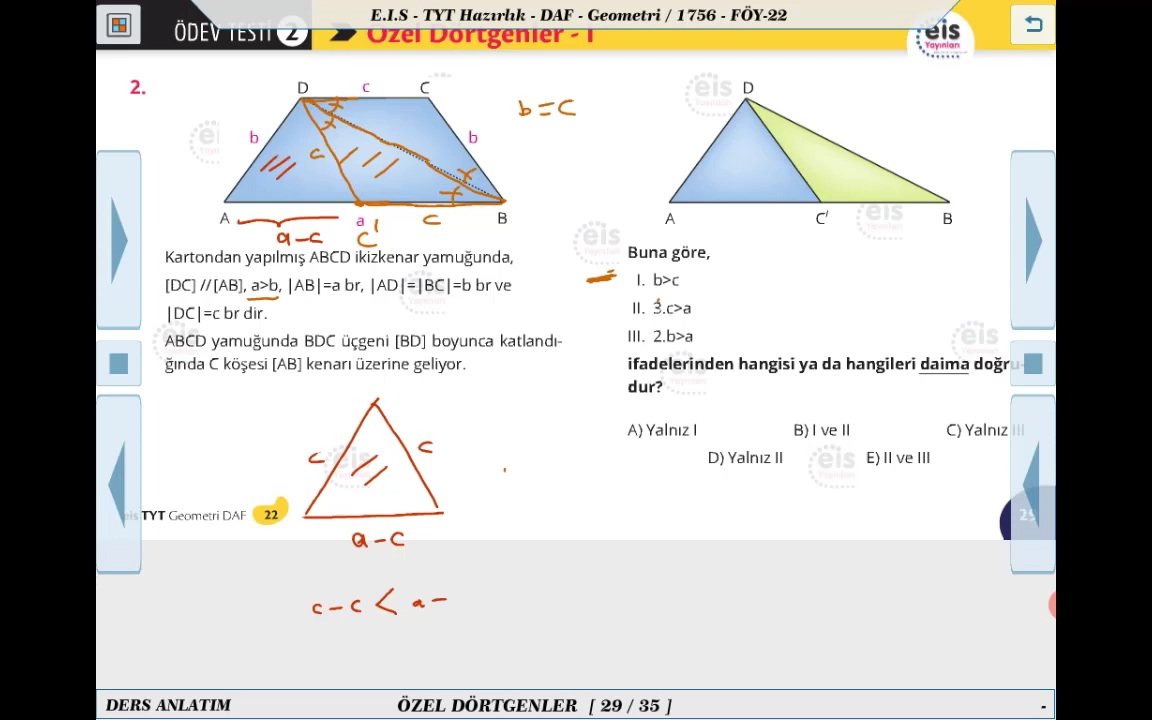 E.I.S - TYT Hazırlık - DAF - Geometri / 1756 - FÖY-22
ÖDEV TESTİ 2 Özel Dörtgenler - I
eis
Yayınları
2.
D c C
b b
c
A a B
a-c C' c
b=c
D
A C' B
Kartondan yapılmış ABCD ikizkenar yamuğunda,
[DC] //[AB], a>b, |AB|=a br, |AD|=|BC|=b br ve
|DC|=c br dir.
ABCD yamuğunda BDC üçgeni [BD] boyunca katlandı-
ğında C köşesi [AB] kenarı üzerine geliyor.
Buna göre,
I. b>c
II. 3.c>a
III. 2.b>a
ifadelerinden hangisi ya da hangileri daima doğru-
dur?
A) Yalnız I B) I ve II C) Yalnız III
D) Yalnız II E) II ve III
c c
a-c
c-c < a-
eis TYT Geometri DAF 22
29
DERS ANLATIM ÖZEL DÖRTGENLER [ 29 / 35 ] -